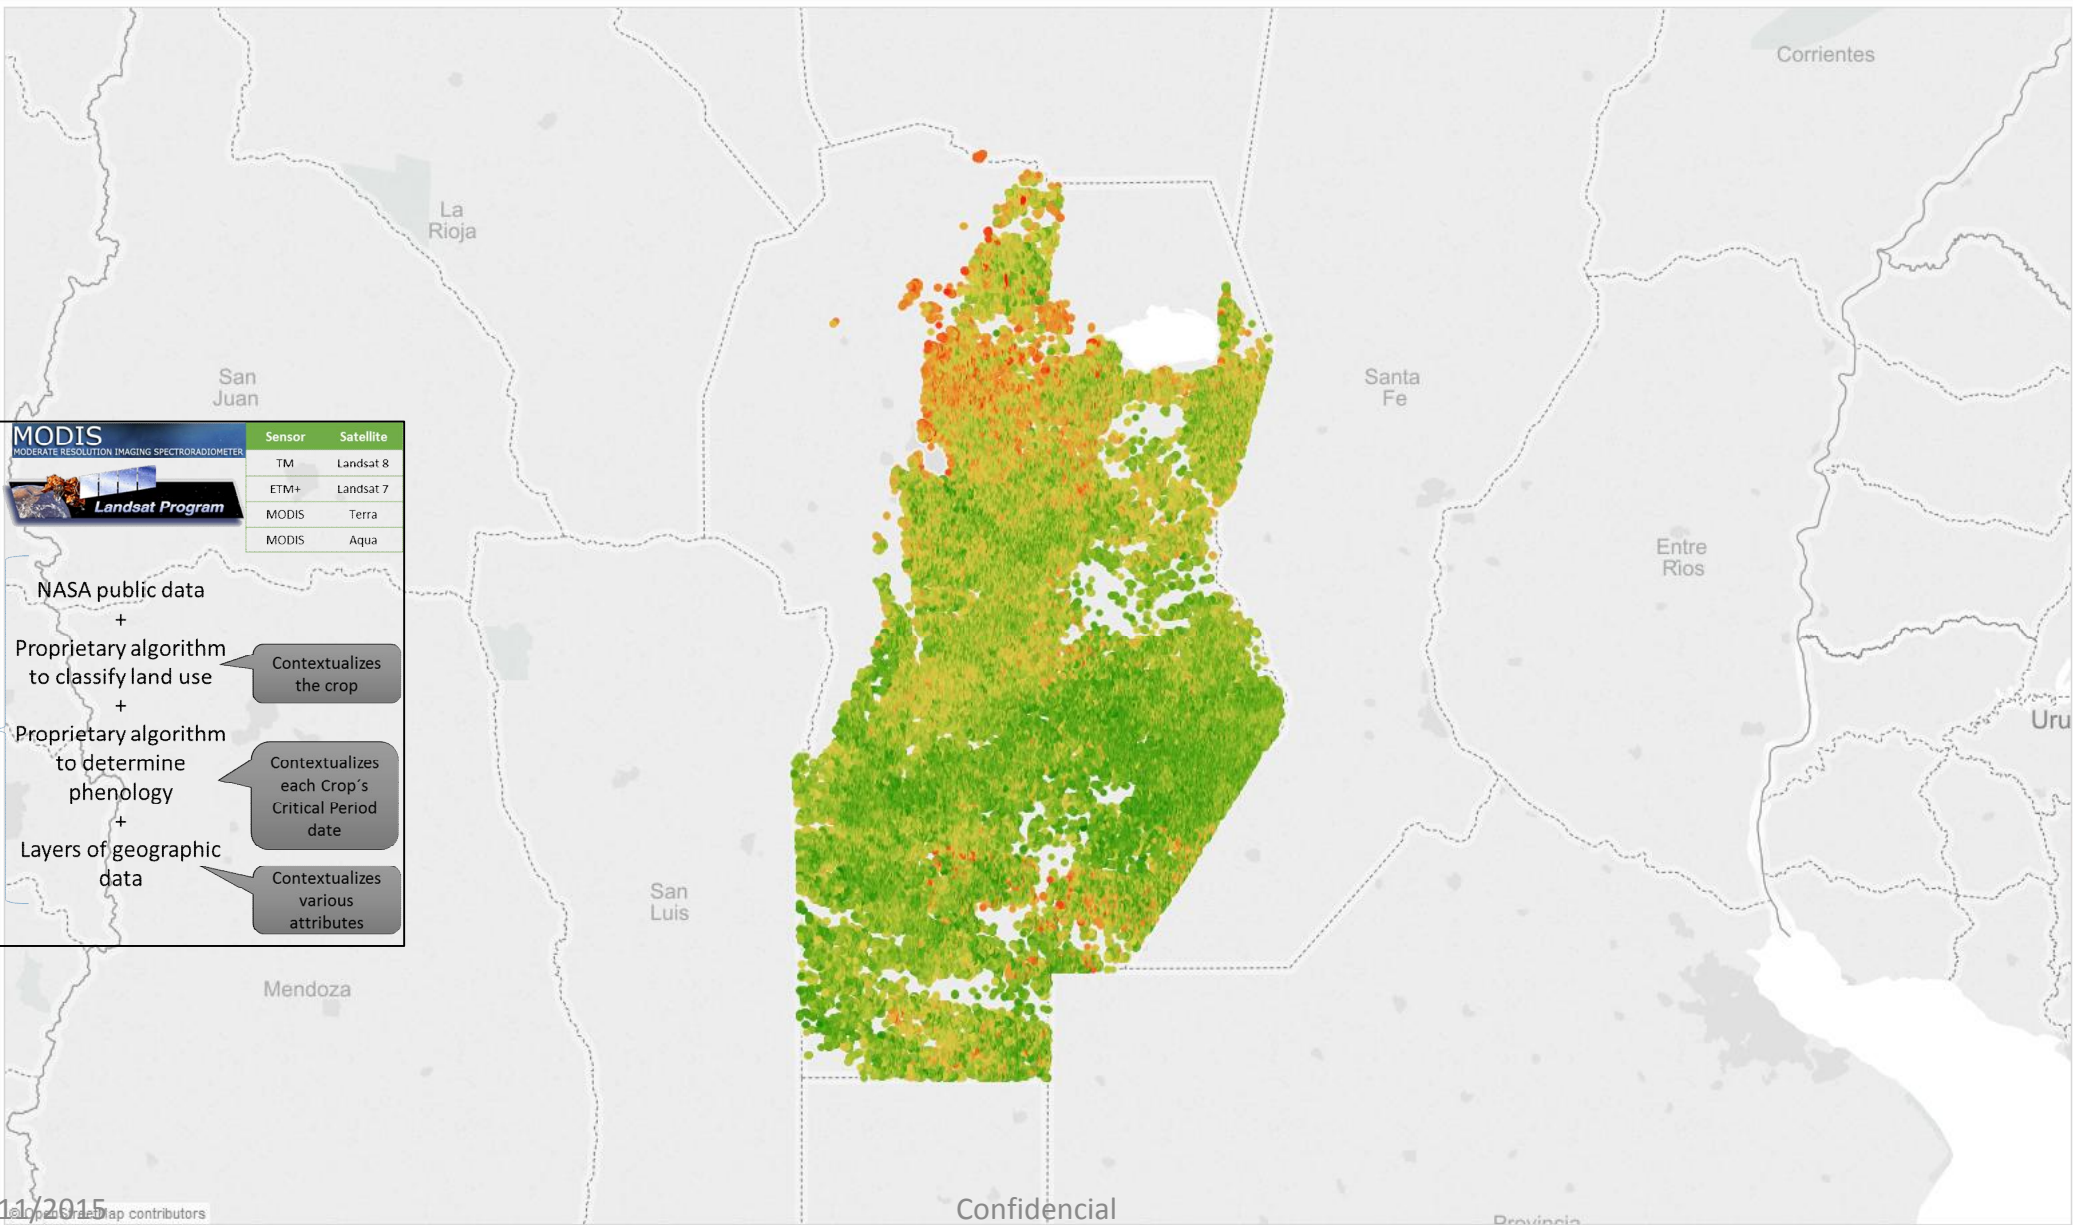 Corrientes
La
Rioja
San
Juan
Santa
Fe
MODIS
MODERATE RESOLUTION IMAGING SPECTRORADIOMETER
Landsat Program
Sensor Satellite
TM Landsat 8
ETM+ Landsat 7
MODIS Terra
MODIS Aqua
Entre
Ríos
NASA public data
+
Proprietary algorithm
to classify land use
Contextualizes
the crop
+
Proprietary algorithm
to determine
phenology
Contextualizes
each Crop´s
Critical Period
date
+
Layers of geographic
data
Contextualizes
various
attributes
Uru
San
Luis
Mendoza
11/2015
© OpenStreetMap contributors
Confidencial
Provincia